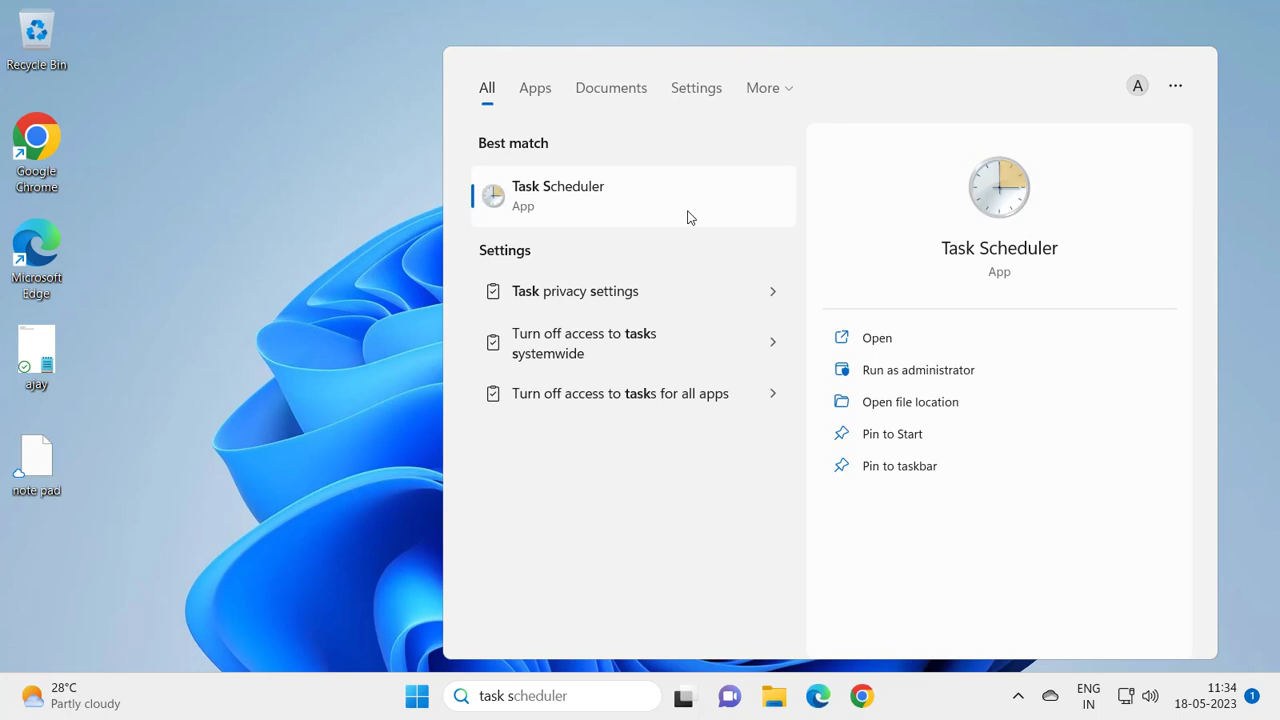 Recycle Bin
Google
Chrome
Microsoft
Edge
ajay
note pad
All Apps Documents Settings More
A
Best match
Task Scheduler
App
Settings
Task privacy settings
Turn off access to tasks
systemwide
Turn off access to tasks for all apps
Task Scheduler
App
Open
Run as administrator
Open file location
Pin to Start
Pin to taskbar
28°C
Partly cloudy
task scheduler
ENG
IN
11:34
18-05-2023
1